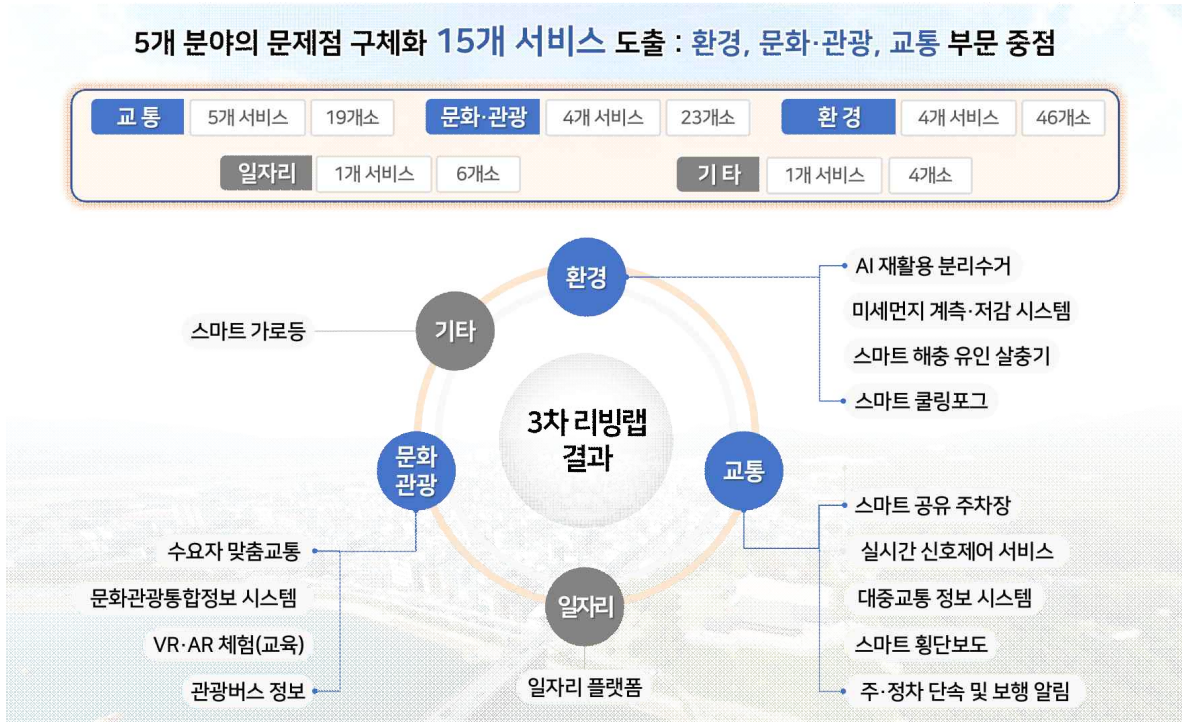 5개 분야의 문제점 구체화 15개 서비스 도출 : 환경, 문화·관광, 교통 부문 중점
교통 5개 서비스 19개소 문화·관광 4개 서비스 23개소 환경 4개 서비스 46개소
일자리 1개 서비스 6개소 기타 1개 서비스 4개소
환경
AI 재활용 분리수거
미세먼지 계측·저감 시스템
스마트 해충 유인 살충기
스마트 쿨링포그
기타
스마트 가로등
3차 리빙랩
결과
문화
관광
수요자 맞춤교통
문화관광통합정보 시스템
VR·AR 체험(교육)
관광버스 정보
교통
스마트 공유 주차장
실시간 신호제어 서비스
대중교통 정보 시스템
스마트 횡단보도
주·정차 단속 및 보행 알림
일자리
일자리 플랫폼